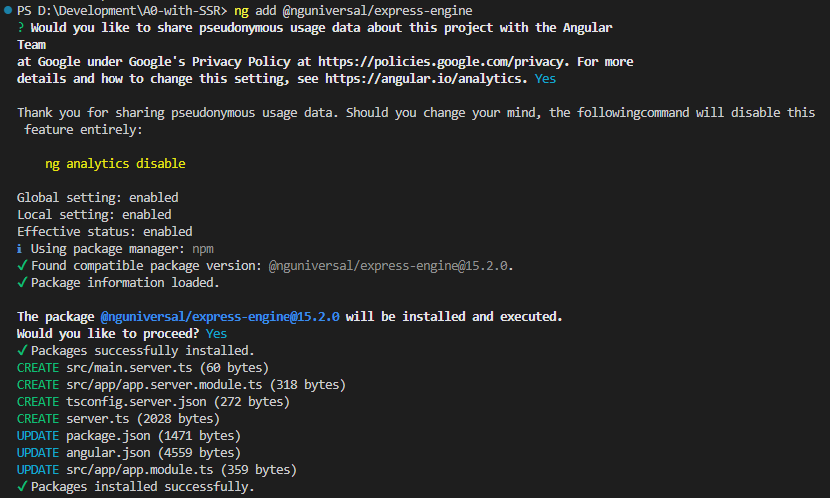 PS D:\Development\A0-with-SSR> ng add @nguniversal/express-engine
? Would you like to share pseudonymous usage data about this project with the Angular
Team
at Google under Google's Privacy Policy at https://policies.google.com/privacy. For more
details and how to change this setting, see https://angular.io/analytics. Yes
Thank you for sharing pseudonymous usage data. Should you change your mind, the followingcommand will disable this
feature entirely:
ng analytics disable
Global setting: enabled
Local setting: enabled
Effective status: enabled
i Using package manager: npm
✓ Found compatible package version: @nguniversal/express-engine@15.2.0.
✓ Package information loaded.
The package @nguniversal/express-engine@15.2.0 will be installed and executed.
Would you like to proceed? Yes
✓ Packages successfully installed.
CREATE src/main.server.ts (60 bytes)
CREATE src/app/app.server.module.ts (318 bytes)
CREATE tsconfig.server.json (272 bytes)
CREATE server.ts (2028 bytes)
UPDATE package.json (1471 bytes)
UPDATE angular.json (4559 bytes)
UPDATE src/app/app.module.ts (359 bytes)
✓ Packages installed successfully.